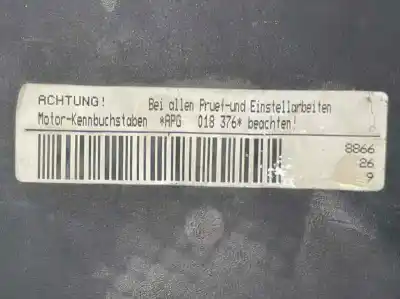 ACHTUNG! Bei allen Pruef-und Einstellarbeiten
Motor-Kennbuchstaben *APG 018 376* beachten!
8866
26
9